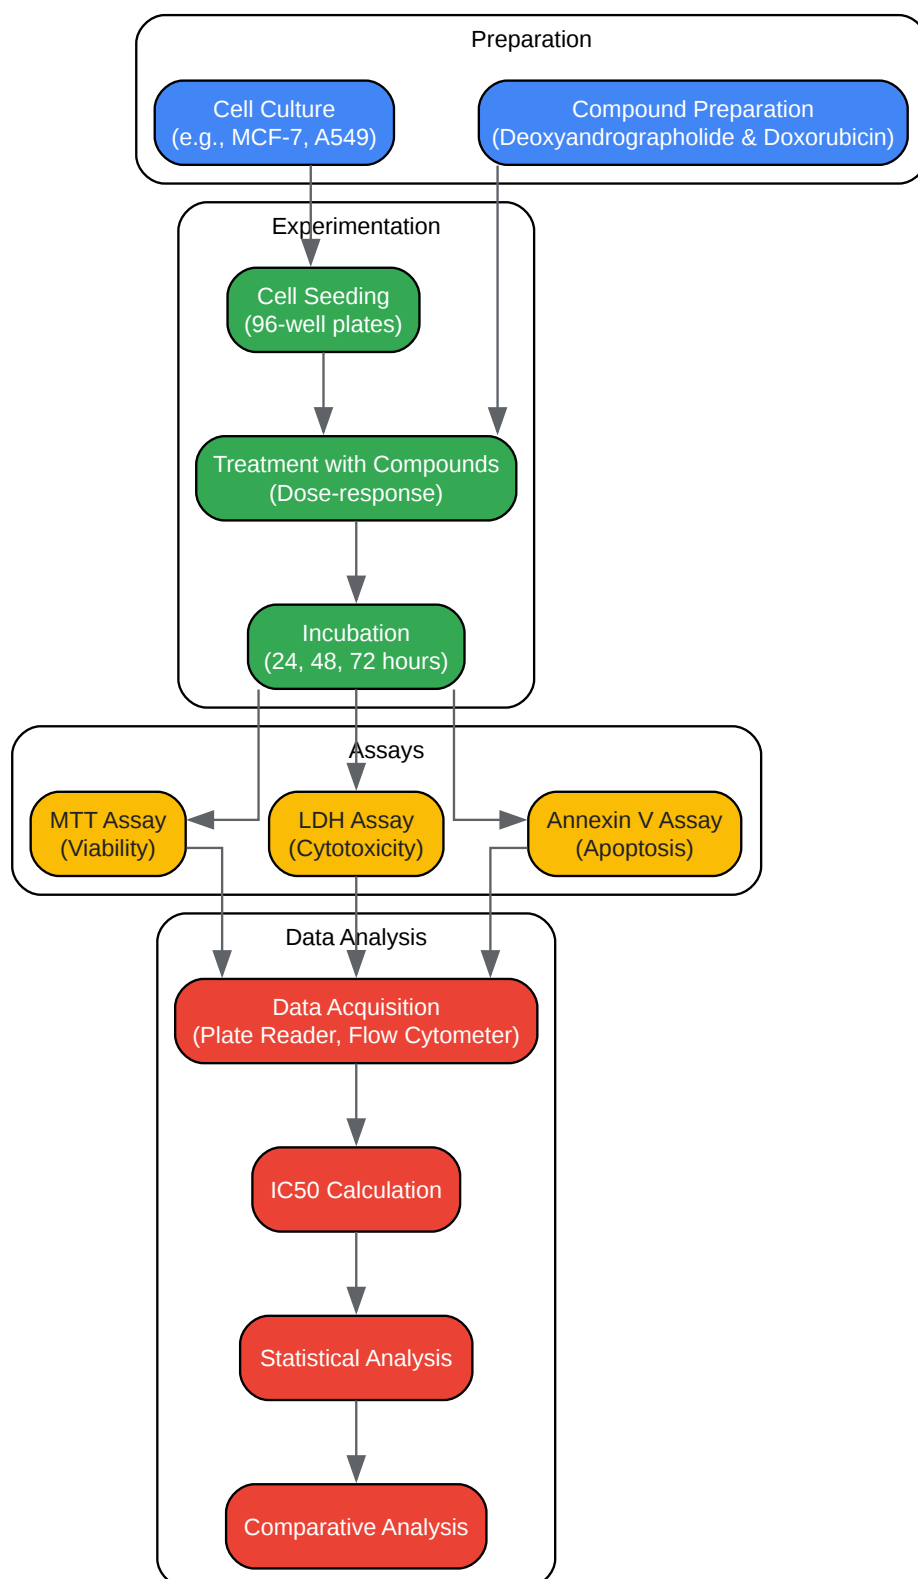 Preparation
Cell Culture
(e.g., MCF-7, A549)
Compound Preparation
(Deoxyandrographolide & Doxorubicin)
Experimentation
Cell Seeding
(96-well plates)
Treatment with Compounds
(Dose-response)
Incubation
(24, 48, 72 hours)
Assays
MTT Assay
(Viability)
LDH Assay
(Cytotoxicity)
Annexin V Assay
(Apoptosis)
Data Analysis
Data Acquisition
(Plate Reader, Flow Cytometer)
IC50 Calculation
Statistical Analysis
Comparative Analysis